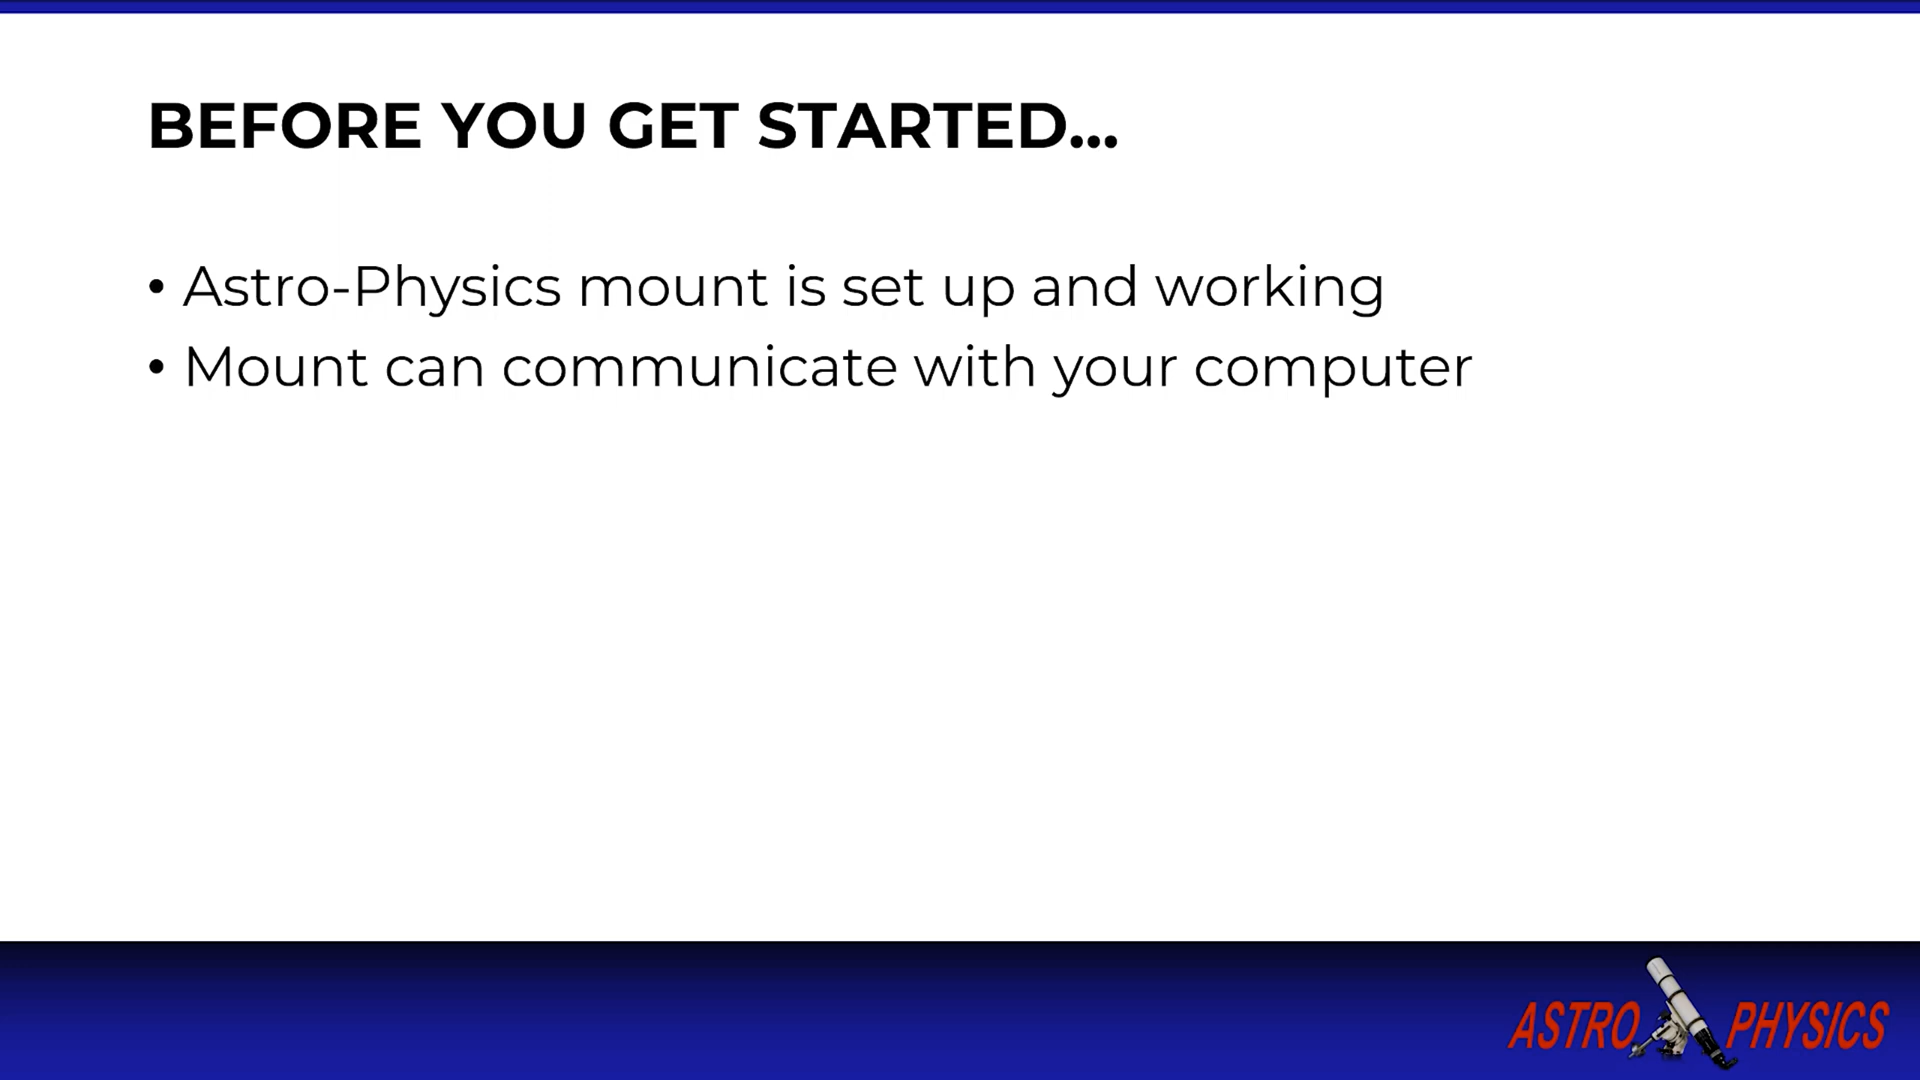 BEFORE YOU GET STARTED...
• Astro-Physics mount is set up and working
• Mount can communicate with your computer
ASTRO PHYSICS